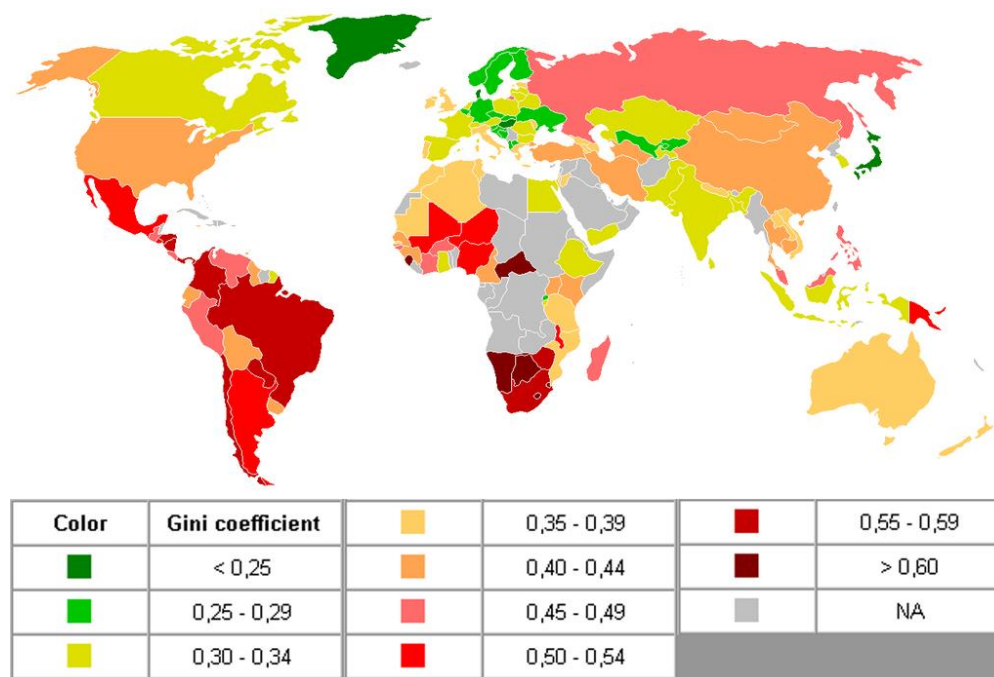 Color Gini coefficient 0,35 - 0,39 0,55 - 0,59
< 0,25 0,40 - 0,44 > 0,60
0,25 - 0,29 0,45 - 0,49 NA
0,30 - 0,34 0,50 - 0,54